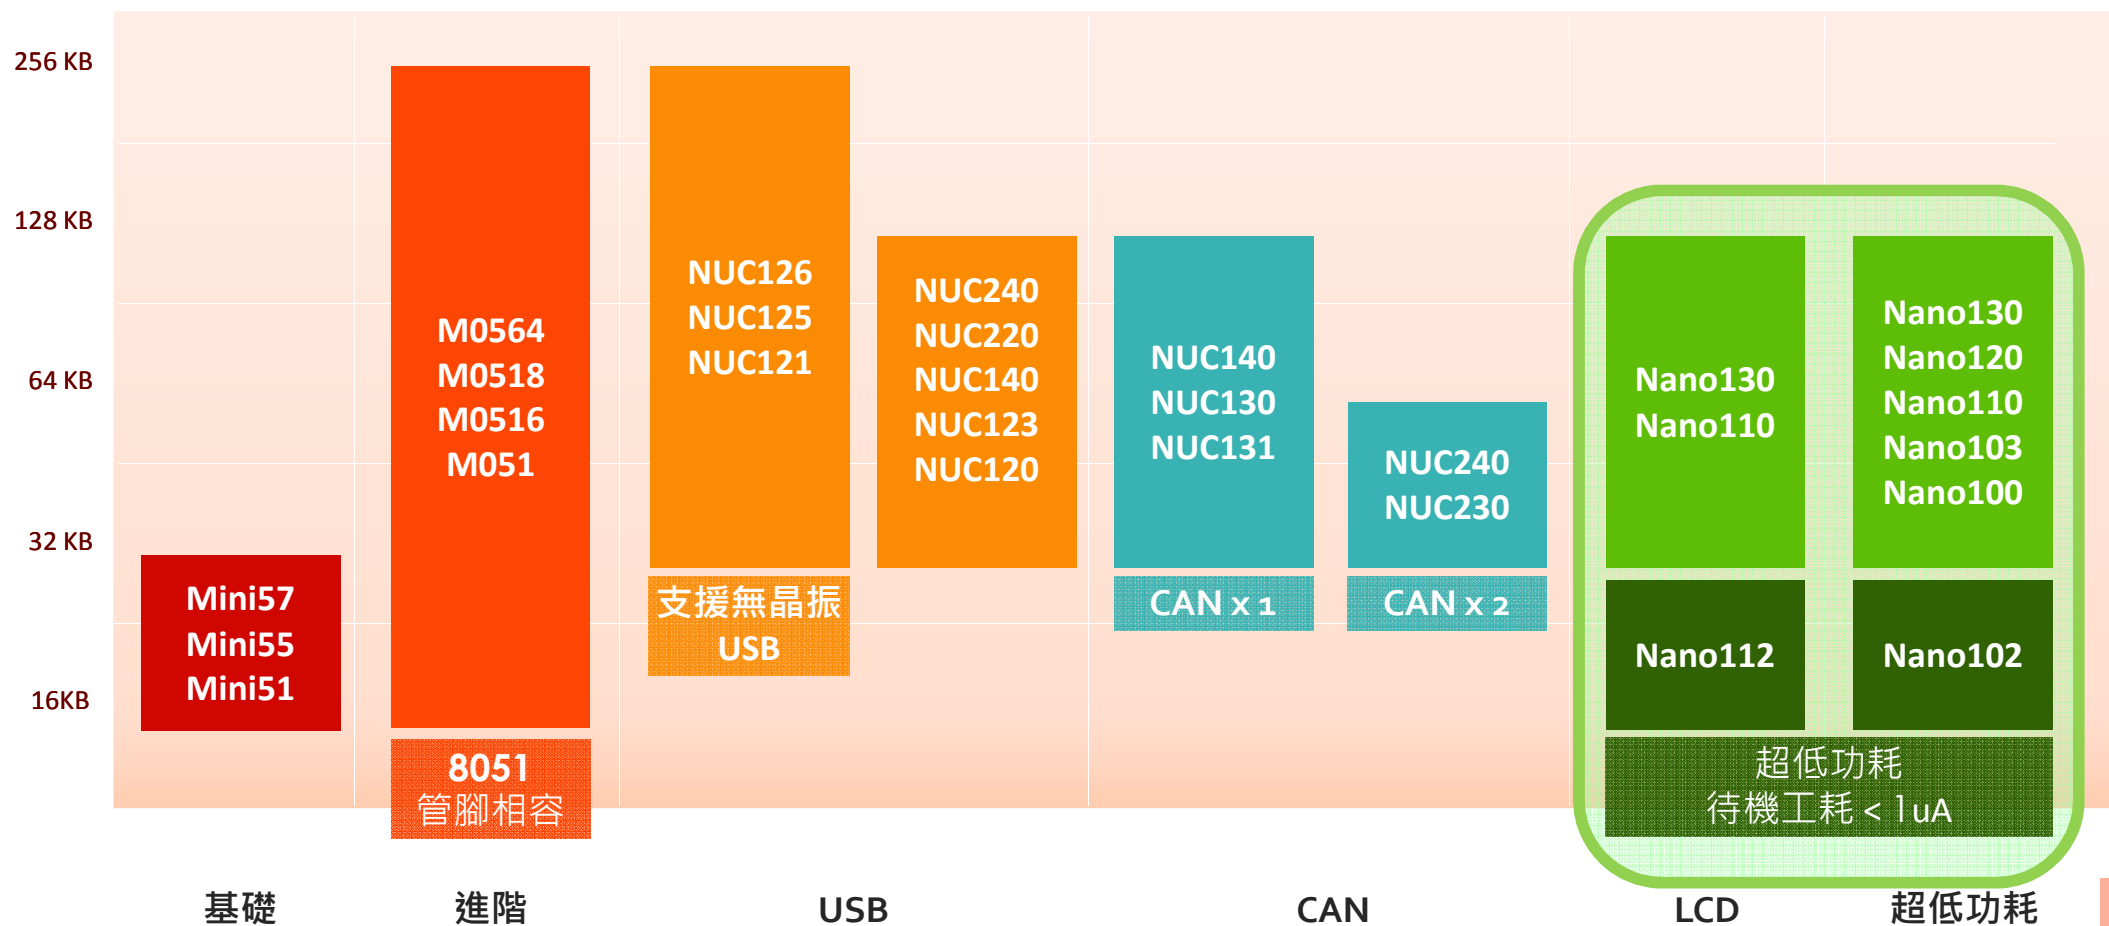 256 KB
128 KB
64 KB
32 KB
16KB
Mini57
Mini55
Mini51
M0564
M0518
M0516
M051
8051
管腳相容
NUC126
NUC125
NUC121
支援無晶振
USB
NUC240
NUC220
NUC140
NUC123
NUC120
NUC140
NUC130
NUC131
CAN x 1
NUC240
NUC230
CAN x 2
Nano130
Nano110
Nano112
Nano130
Nano120
Nano110
Nano103
Nano100
Nano102
超低功耗
待機工耗 < 1uA
基礎
進階
USB
CAN
LCD
超低功耗